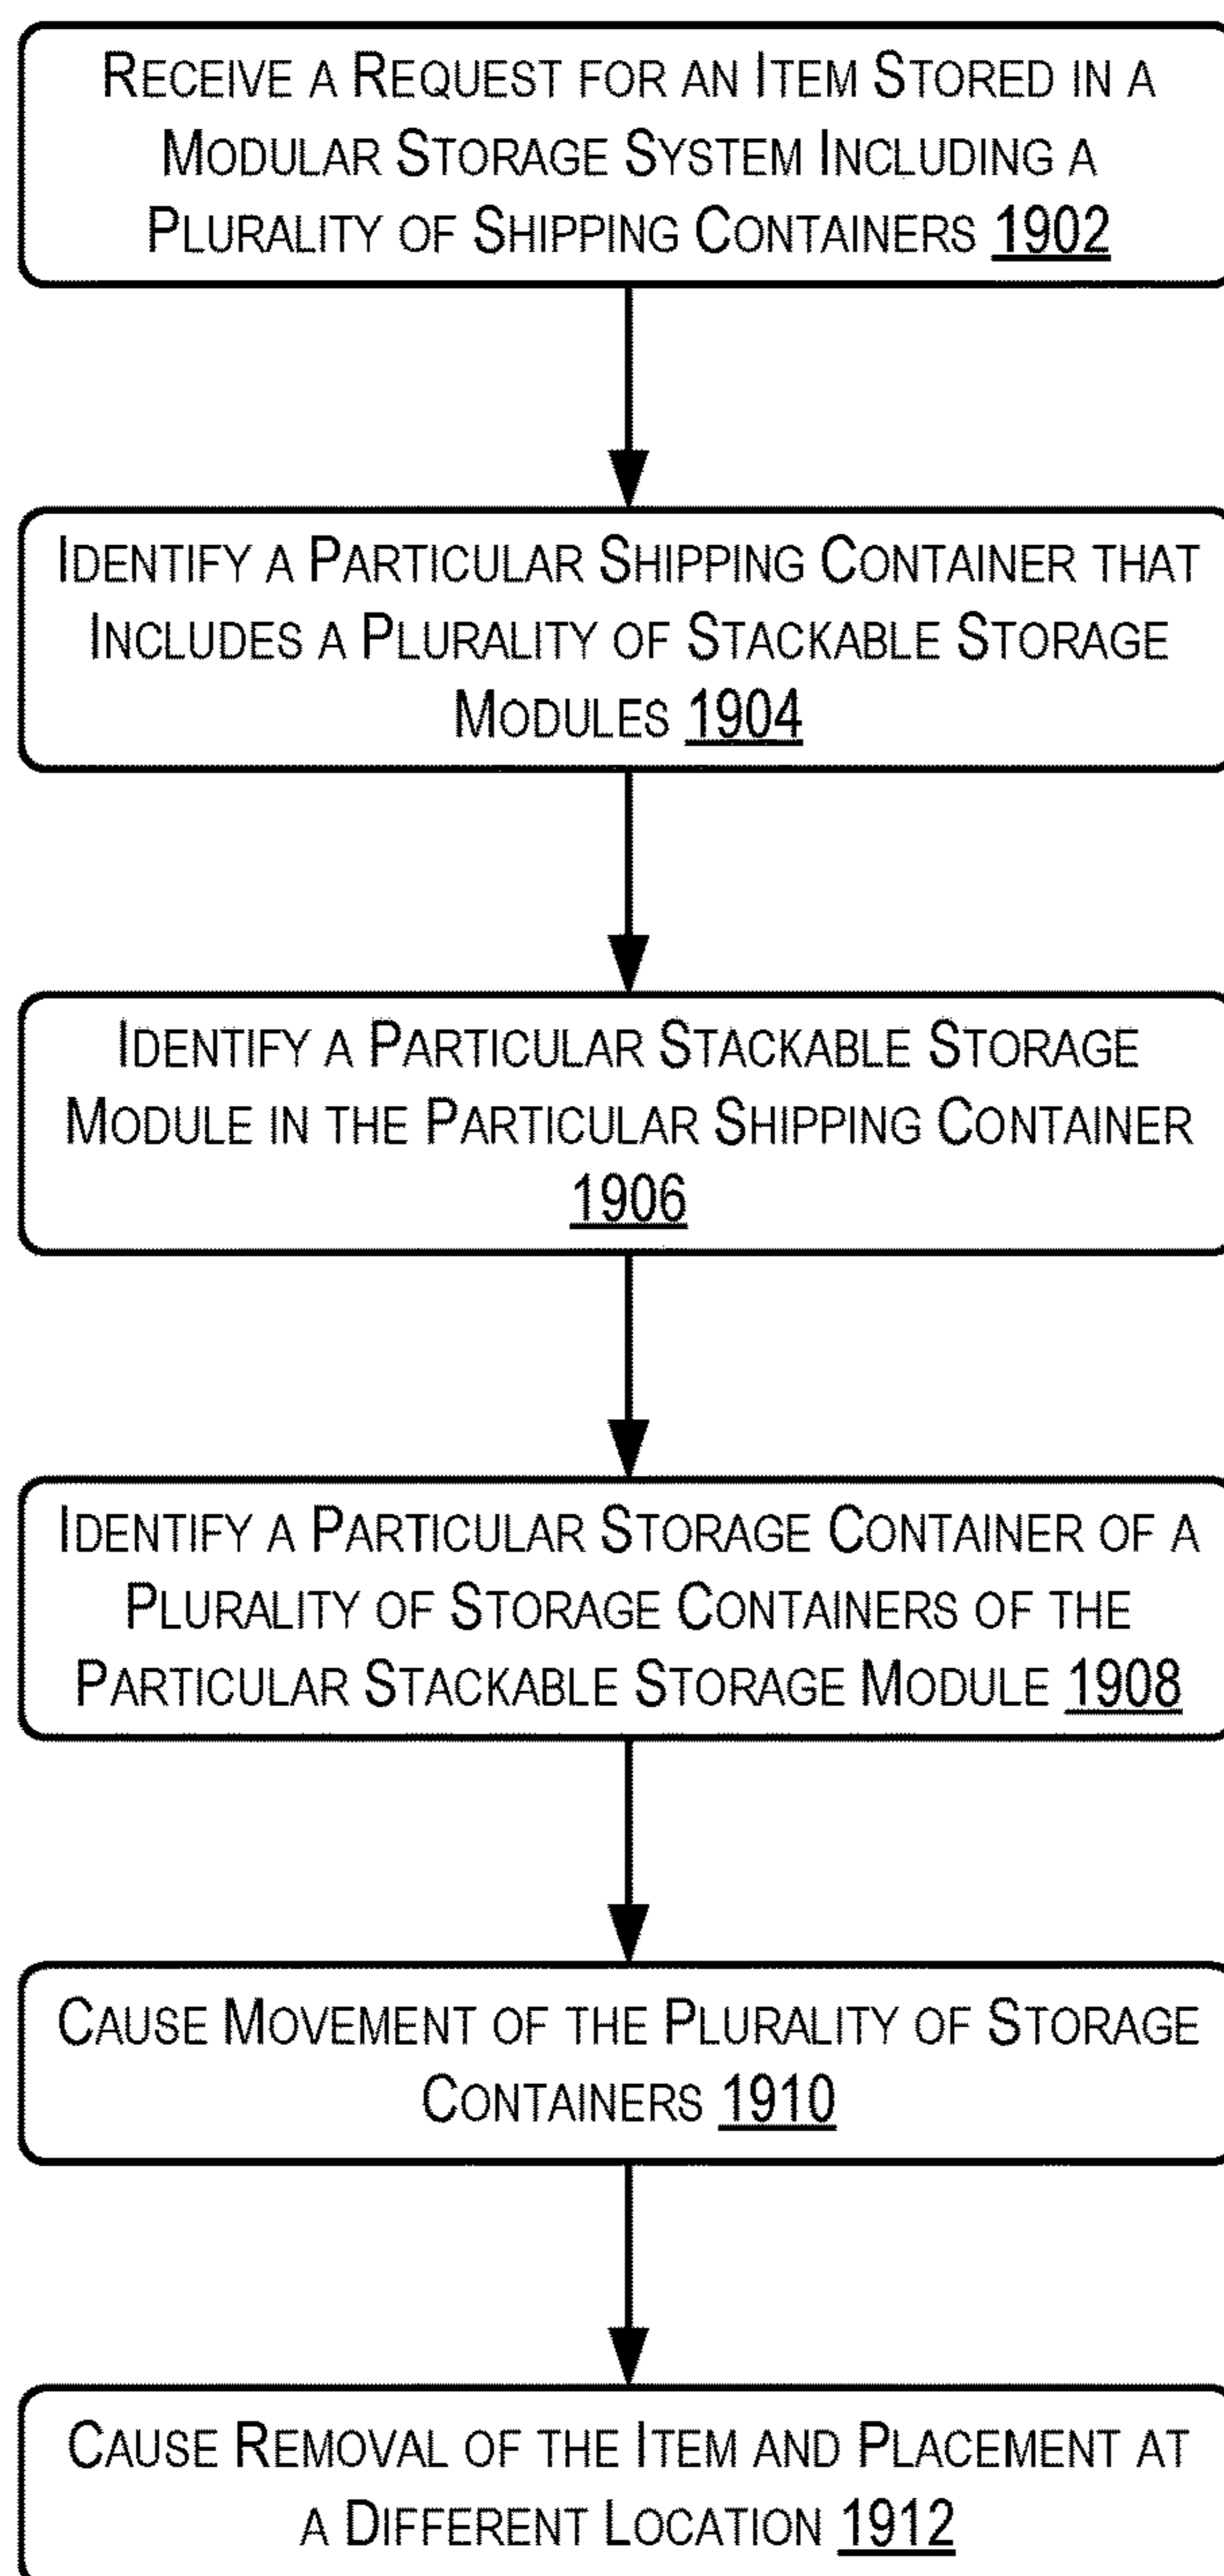 RECEIVE A REQUEST FOR AN ITEM STORED IN A
MODULAR STORAGE SYSTEM INCLUDING A
PLURALITY OF SHIPPING CONTAINERS 1902
IDENTIFY A PARTICULAR SHIPPING CONTAINER THAT
INCLUDES A PLURALITY OF STACKABLE STORAGE
MODULES 1904
IDENTIFY A PARTICULAR STACKABLE STORAGE
MODULE IN THE PARTICULAR SHIPPING CONTAINER
1906
IDENTIFY A PARTICULAR STORAGE CONTAINER OF A
PLURALITY OF STORAGE CONTAINERS OF THE
PARTICULAR STACKABLE STORAGE MODULE 1908
CAUSE MOVEMENT OF THE PLURALITY OF STORAGE
CONTAINERS 1910
CAUSE REMOVAL OF THE ITEM AND PLACEMENT AT
A DIFFERENT LOCATION 1912